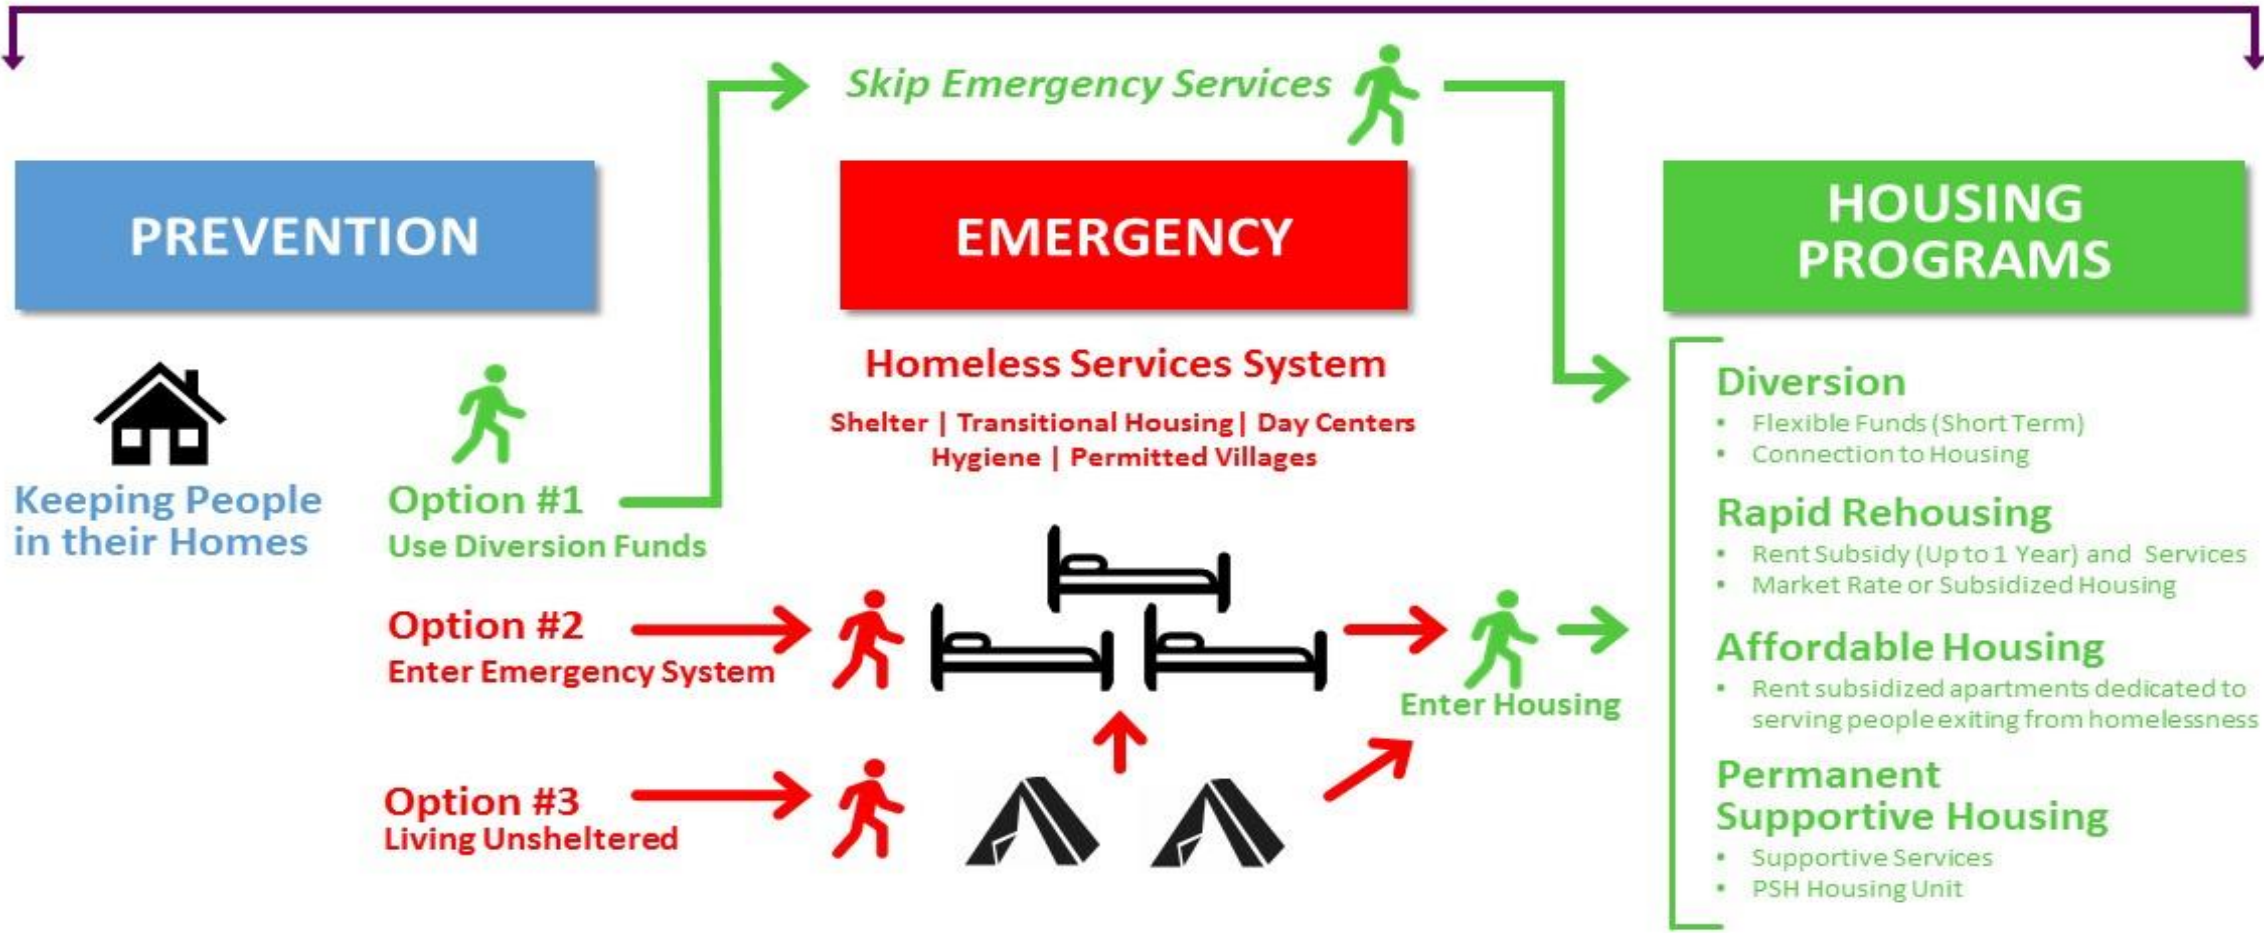 Skip Emergency Services
PREVENTION
Keeping People
in their Homes
Option #1
Use Diversion Funds
Option #2
Enter Emergency System
Option #3
Living Unsheltered
EMERGENCY
Homeless Services System
Shelter | Transitional Housing | Day Centers
Hygiene | Permitted Villages
Enter Housing
HOUSING
PROGRAMS
Diversion
• Flexible Funds (Short Term)
• Connection to Housing
Rapid Rehousing
• Rent Subsidy (Up to 1 Year) and Services
• Market Rate or Subsidized Housing
Affordable Housing
• Rent subsidized apartments dedicated to
serving people exiting from homelessness
Permanent
Supportive Housing
• Supportive Services
• PSH Housing Unit